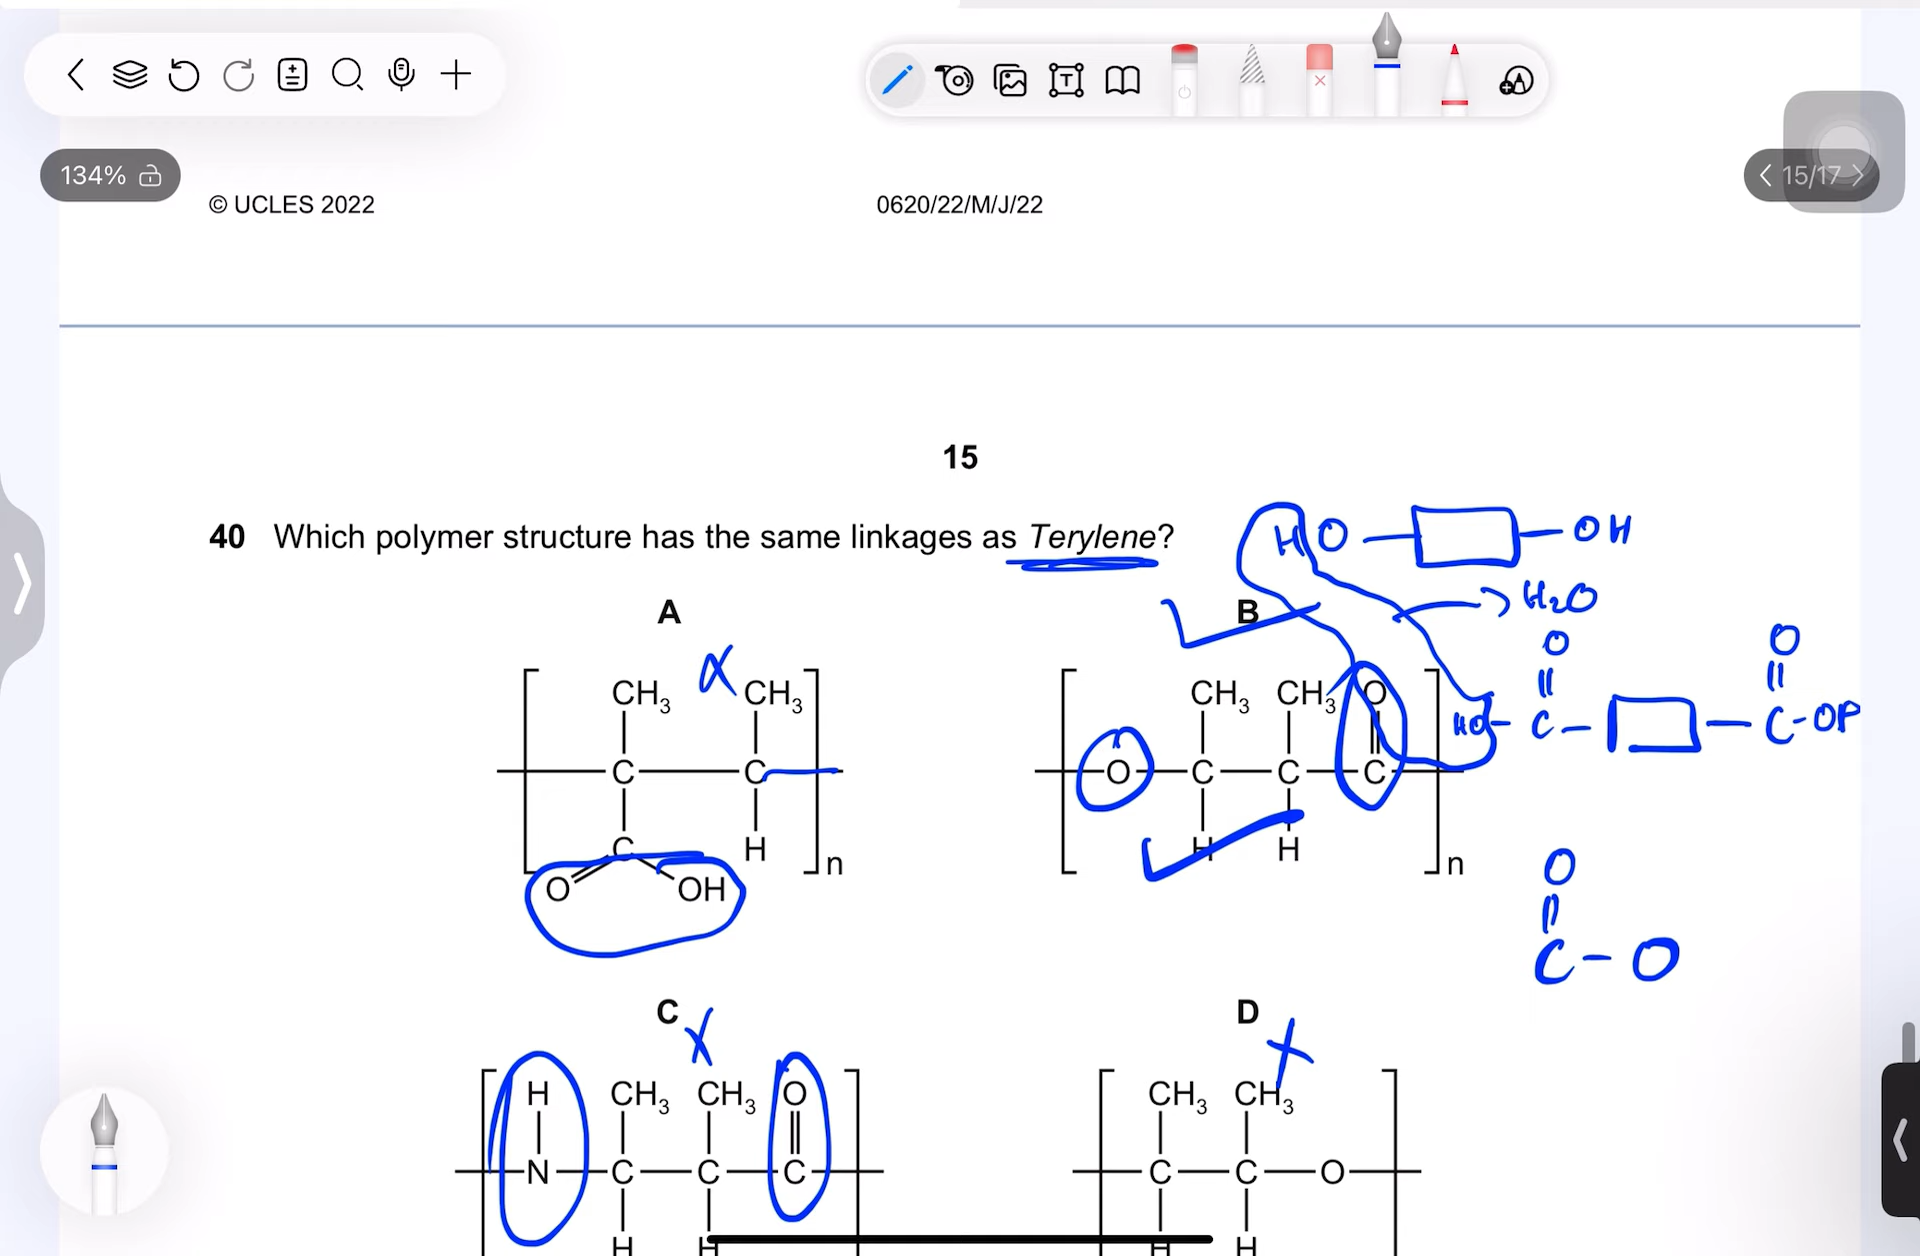 134%
15/17
© UCLES 2022 0620/22/M/J/22
15
40 Which polymer structure has the same linkages as Terylene?
HO OH
H2O
A B
O O
CH3 CH3 CH3 CH3 O
HO C C-OP
C C O C C C
C H H H
O OH n n
O
C-O
C D
H CH3 CH3 O CH3 CH3
N C C C C C O
H H H H